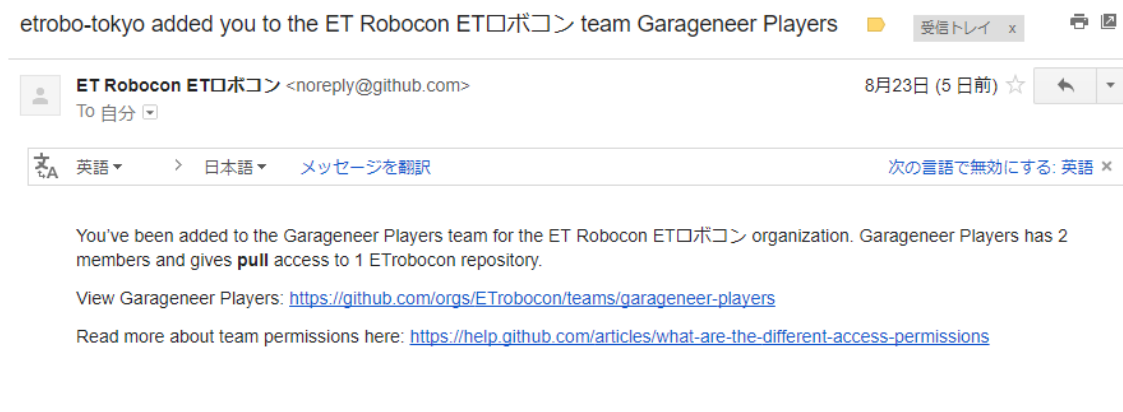 etrobo-tokyo added you to the ET Robocon ETロボコン team Garageneer Players 受信トレイ x
ET Robocon ETロボコン <noreply@github.com> 8月23日 (5 日前)
To 自分
英語 > 日本語 メッセージを翻訳 次の言語で無効にする: 英語 ×
You've been added to the Garageneer Players team for the ET Robocon ETロボコン organization. Garageneer Players has 2
members and gives pull access to 1 ETrobocon repository.
View Garageneer Players: https://github.com/orgs/ETrobocon/teams/garageneer-players
Read more about team permissions here: https://help.github.com/articles/what-are-the-different-access-permissions